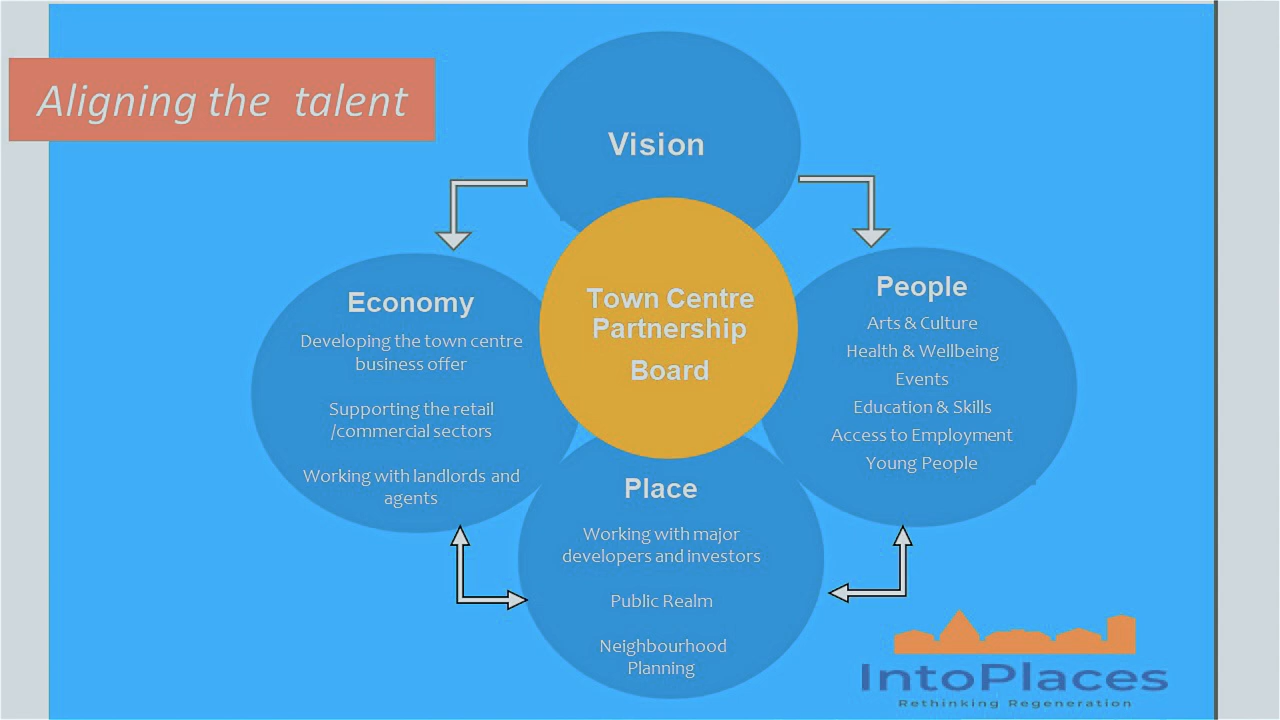 Aligning the talent
Vision
Town Centre
Partnership
Board
Economy
Developing the town centre
business offer
Supporting the retail
/commercial sectors
Working with landlords and
agents
People
Arts & Culture
Health & Wellbeing
Events
Education & Skills
Access to Employment
Young People
Place
Working with major
developers and investors
Public Realm
Neighbourhood
Planning
IntoPlaces
Rethinking Regeneration